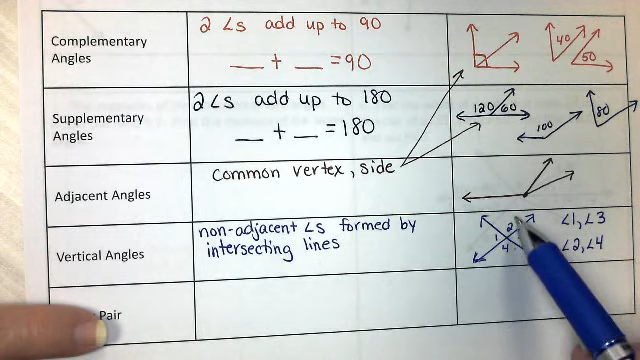 Complementary
Angles
2 ∠s add up to 90
__ + __ = 90
40
50
Supplementary
Angles
2 ∠s add up to 180
__ + __ = 180
120/60
100
80
Adjacent Angles
common vertex, side
Vertical Angles
non-adjacent ∠s formed by
intersecting lines
1
2
4
∠1, ∠3
∠2, ∠4
Pair